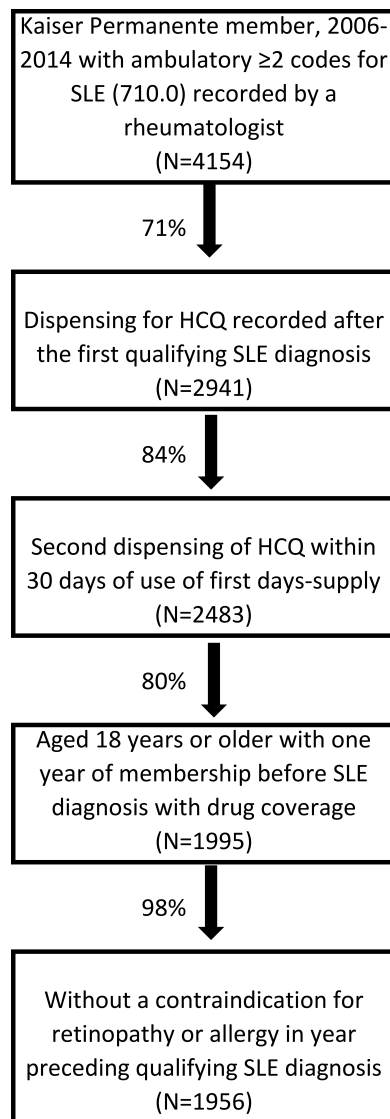 Kaiser Permanente member, 2006-
2014 with ambulatory ≥2 codes for
SLE (710.0) recorded by a
rheumatologist
(N=4154)
71%
Dispensing for HCQ recorded after
the first qualifying SLE diagnosis
(N=2941)
84%
Second dispensing of HCQ within
30 days of use of first days-supply
(N=2483)
80%
Aged 18 years or older with one
year of membership before SLE
diagnosis with drug coverage
(N=1995)
98%
Without a contraindication for
retinopathy or allergy in year
preceding qualifying SLE diagnosis
(N=1956)